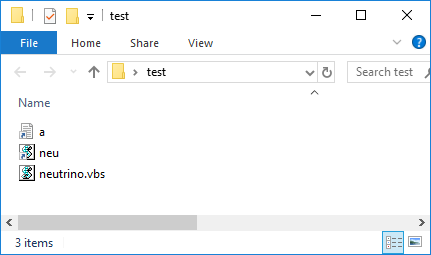 test
File Home Share View
test Search test
Name
a
neu
neutrino.vbs
3 items